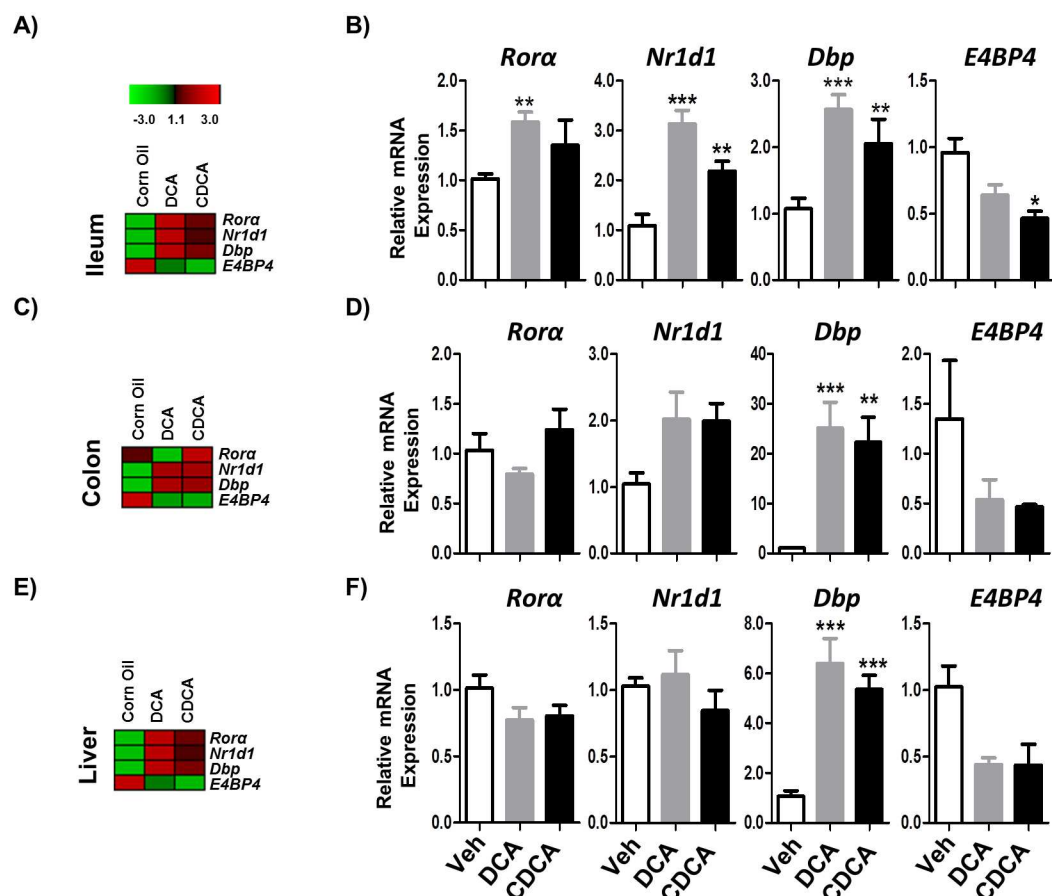 A)
-3.0 1.1 3.0
Corn Oil
DCA
CDCA
Rorα
Nr1d1
Dbp
E4BP4
Ileum
B)
Rorα Nr1d1 Dbp E4BP4
Relative mRNA
Expression
2.0
1.5
1.0
0.5
0.0
**
4.0
3.0
2.0
1.0
0.0
***
**
3.0
2.0
1.0
0.0
***
**
1.5
1.0
0.5
0.0
*
C)
Corn Oil
DCA
CDCA
Rorα
Nr1d1
Dbp
E4BP4
Colon
D)
Rorα Nr1d1 Dbp E4BP4
Relative mRNA
Expression
2.0
1.5
1.0
0.5
0.0
3.0
2.0
1.0
0.0
40
30
20
10
0
***
**
2.0
1.5
1.0
0.5
0.0
E)
Corn Oil
DCA
CDCA
Rorα
Nr1d1
Dbp
E4BP4
Liver
F)
Rorα Nr1d1 Dbp E4BP4
Relative mRNA
Expression
1.5
1.0
0.5
0.0
1.5
1.0
0.5
0.0
8.0
6.0
4.0
2.0
0.0
***
***
1.5
1.0
0.5
0.0
Veh DCA CDCA Veh DCA CDCA Veh DCA CDCA Veh DCA CDCA